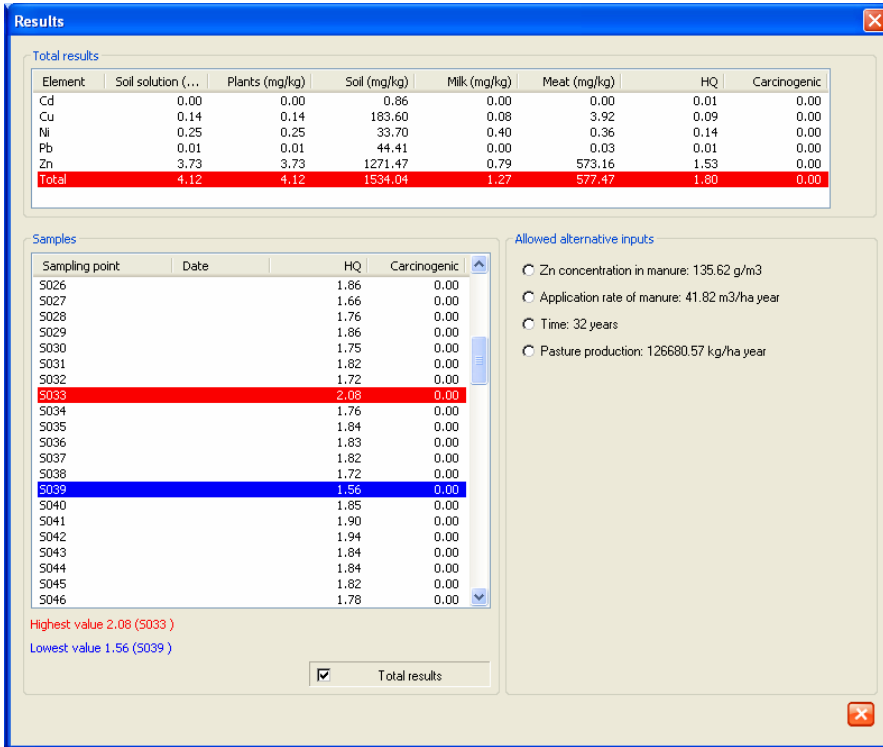 Results
Total results
Element Soil solution (... Plants (mg/kg) Soil (mg/kg) Milk (mg/kg) Meat (mg/kg) HQ Carcinogenic
Cd 0.00 0.00 0.86 0.00 0.00 0.01 0.00
Cu 0.14 0.14 183.60 0.08 3.92 0.09 0.00
Ni 0.25 0.25 33.70 0.40 0.36 0.14 0.00
Pb 0.01 0.01 44.41 0.00 0.03 0.01 0.00
Zn 3.73 3.73 1271.47 0.79 573.16 1.53 0.00
Total 4.12 4.12 1534.04 1.27 577.47 1.80 0.00
Samples
Sampling point Date HQ Carcinogenic
S026 1.86 0.00
S027 1.66 0.00
S028 1.76 0.00
S029 1.86 0.00
S030 1.75 0.00
S031 1.82 0.00
S032 1.72 0.00
S033 2.08 0.00
S034 1.76 0.00
S035 1.84 0.00
S036 1.83 0.00
S037 1.82 0.00
S038 1.72 0.00
S039 1.56 0.00
S040 1.85 0.00
S041 1.90 0.00
S042 1.94 0.00
S043 1.84 0.00
S044 1.84 0.00
S045 1.82 0.00
S046 1.78 0.00
Highest value 2.08 (S033 )
Lowest value 1.56 (S039 )
Total results
Allowed alternative inputs
Zn concentration in manure: 135.62 g/m3
Application rate of manure: 41.82 m3/ha year
Time: 32 years
Pasture production: 126680.57 kg/ha year